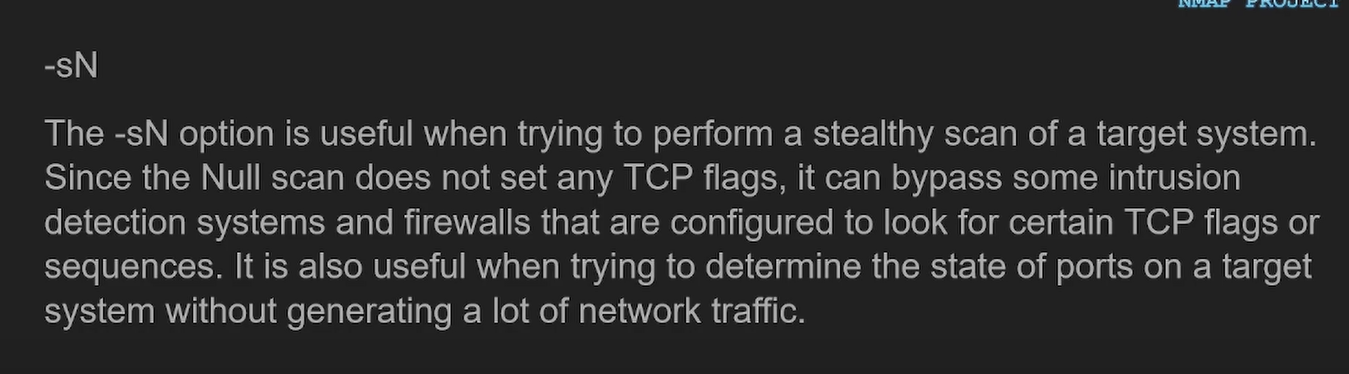 NMAP PROJECT
-sN
The -sN option is useful when trying to perform a stealthy scan of a target system.
Since the Null scan does not set any TCP flags, it can bypass some intrusion
detection systems and firewalls that are configured to look for certain TCP flags or
sequences. It is also useful when trying to determine the state of ports on a target
system without generating a lot of network traffic.